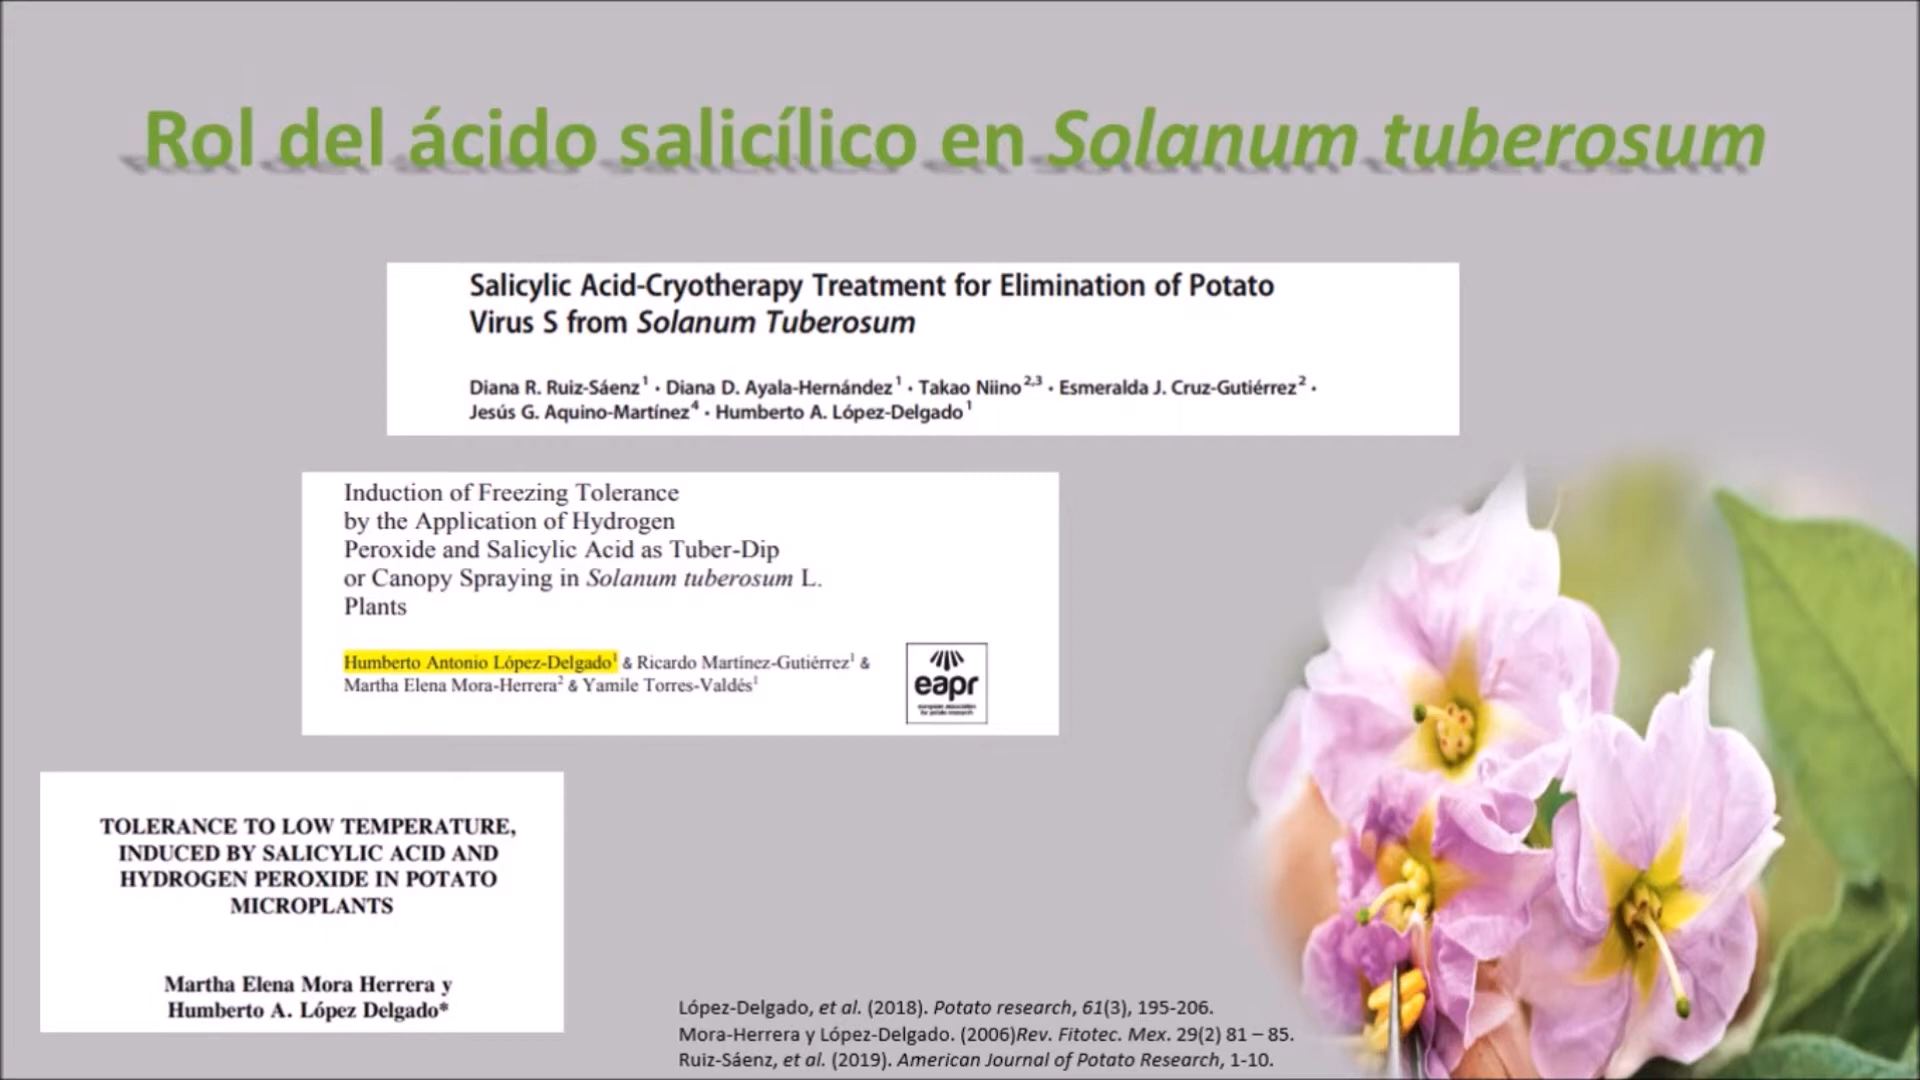 Rol del ácido salicílico en Solanum tuberosum
Salicylic Acid-Cryotherapy Treatment for Elimination of Potato
Virus S from Solanum Tuberosum
Diana R. Ruiz-Sáenz¹ · Diana D. Ayala-Hernández¹ · Takao Niino²,³ · Esmeralda J. Cruz-Gutiérrez² ·
Jesús G. Aquino-Martínez⁴ · Humberto A. López-Delgado¹
Induction of Freezing Tolerance
by the Application of Hydrogen
Peroxide and Salicylic Acid as Tuber-Dip
or Canopy Spraying in Solanum tuberosum L.
Plants
Humberto Antonio López-Delgado¹ & Ricardo Martínez-Gutiérrez¹ &
Martha Elena Mora-Herrera² & Yamile Torres-Valdés¹
eapr
european association
for potato research
TOLERANCE TO LOW TEMPERATURE,
INDUCED BY SALICYLIC ACID AND
HYDROGEN PEROXIDE IN POTATO
MICROPLANTS
Martha Elena Mora Herrera y
Humberto A. López Delgado*
López-Delgado, et al. (2018). Potato research, 61(3), 195-206.
Mora-Herrera y López-Delgado. (2006)Rev. Fitotec. Mex. 29(2) 81 – 85.
Ruiz-Sáenz, et al. (2019). American Journal of Potato Research, 1-10.